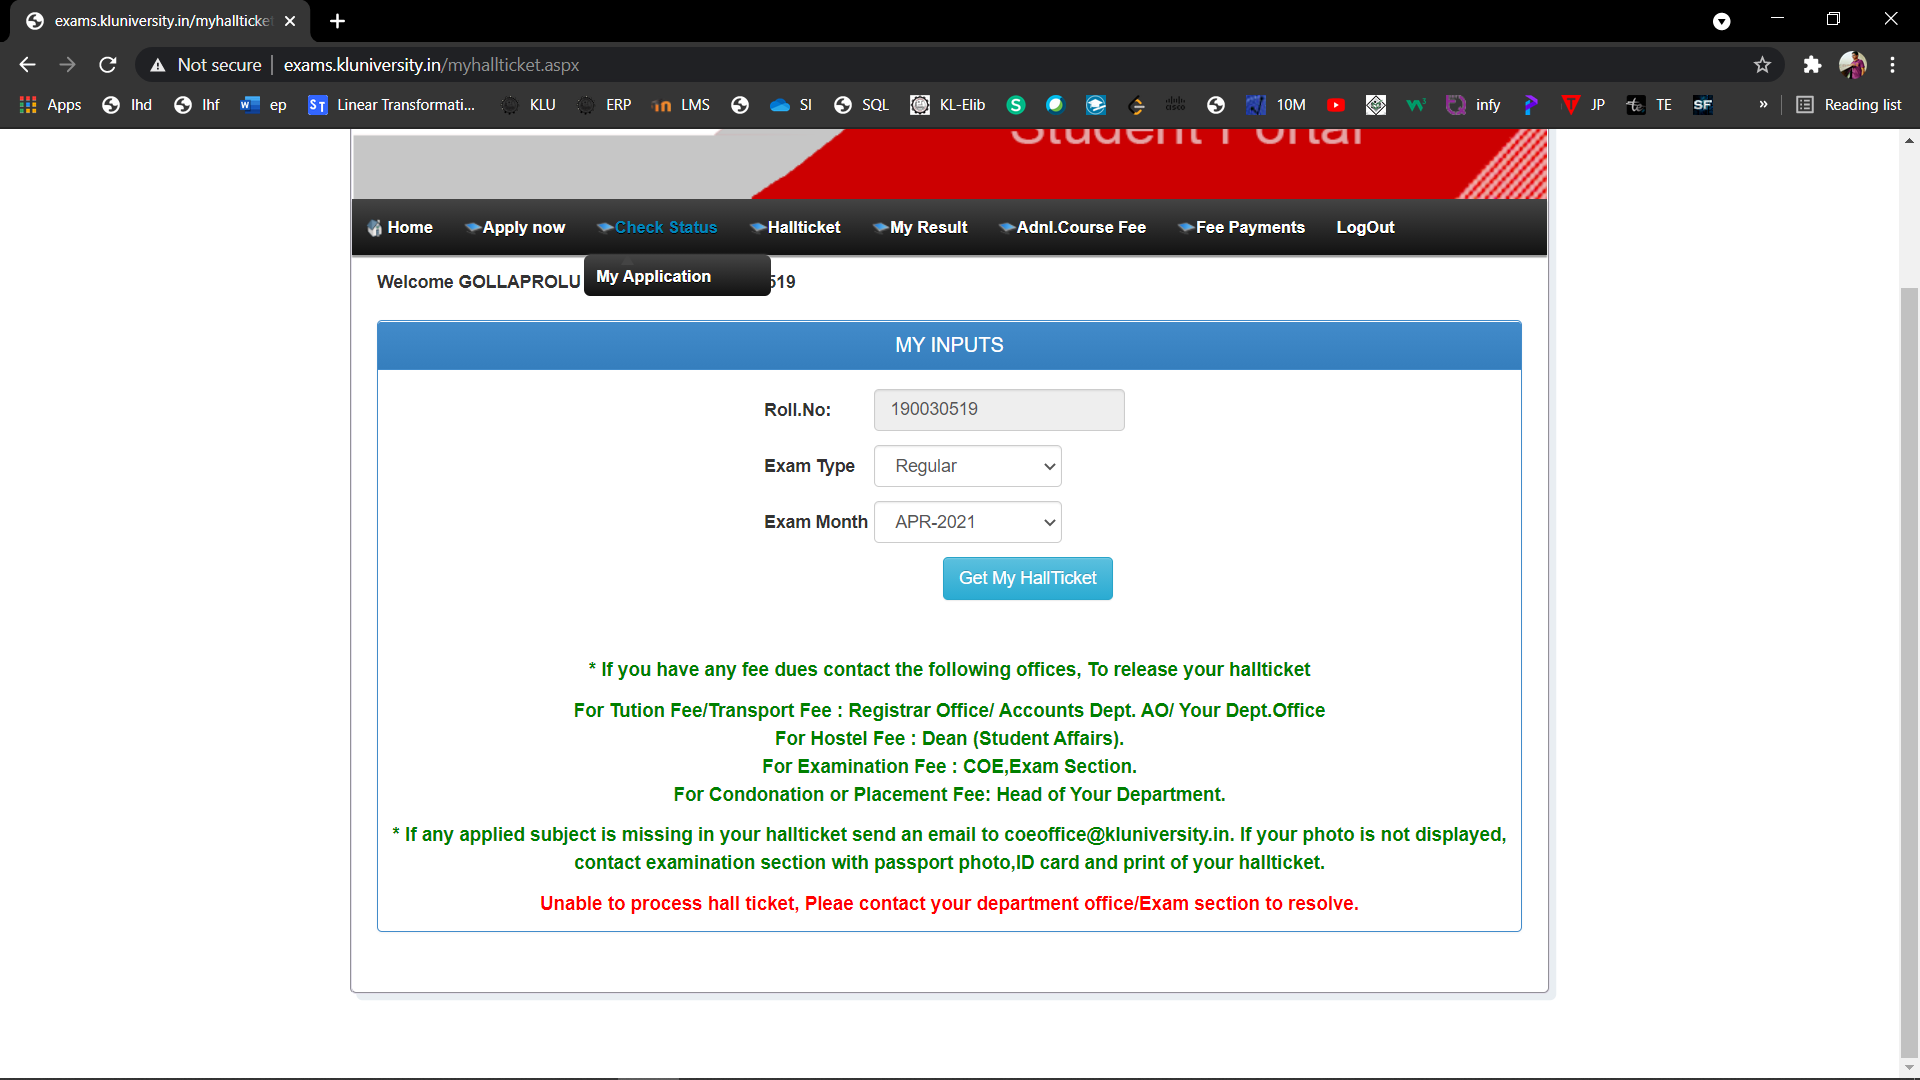 exams.kluniversity.in/myhallticke
Not secure
exams.kluniversity.in/myhallticket.aspx
Apps
lhd
lhf
ep
ST
Linear Transformati...
KLU
ERP
LMS
SI
SQL
KL-Elib
10M
infy
JP
TE
SF
»
Reading list
Student Portal
Home
Apply now
Check Status
Hallticket
My Result
Adnl.Course Fee
Fee Payments
LogOut
My Application
Welcome GOLLAPROLU
519
MY INPUTS
Roll.No:
190030519
Exam Type
Regular
Exam Month
APR-2021
Get My HallTicket
* If you have any fee dues contact the following offices, To release your hallticket
For Tution Fee/Transport Fee : Registrar Office/ Accounts Dept. AO/ Your Dept.Office
For Hostel Fee : Dean (Student Affairs).
For Examination Fee : COE,Exam Section.
For Condonation or Placement Fee: Head of Your Department.
* If any applied subject is missing in your hallticket send an email to coeoffice@kluniversity.in. If your photo is not displayed,
contact examination section with passport photo,ID card and print of your hallticket.
Unable to process hall ticket, Pleae contact your department office/Exam section to resolve.